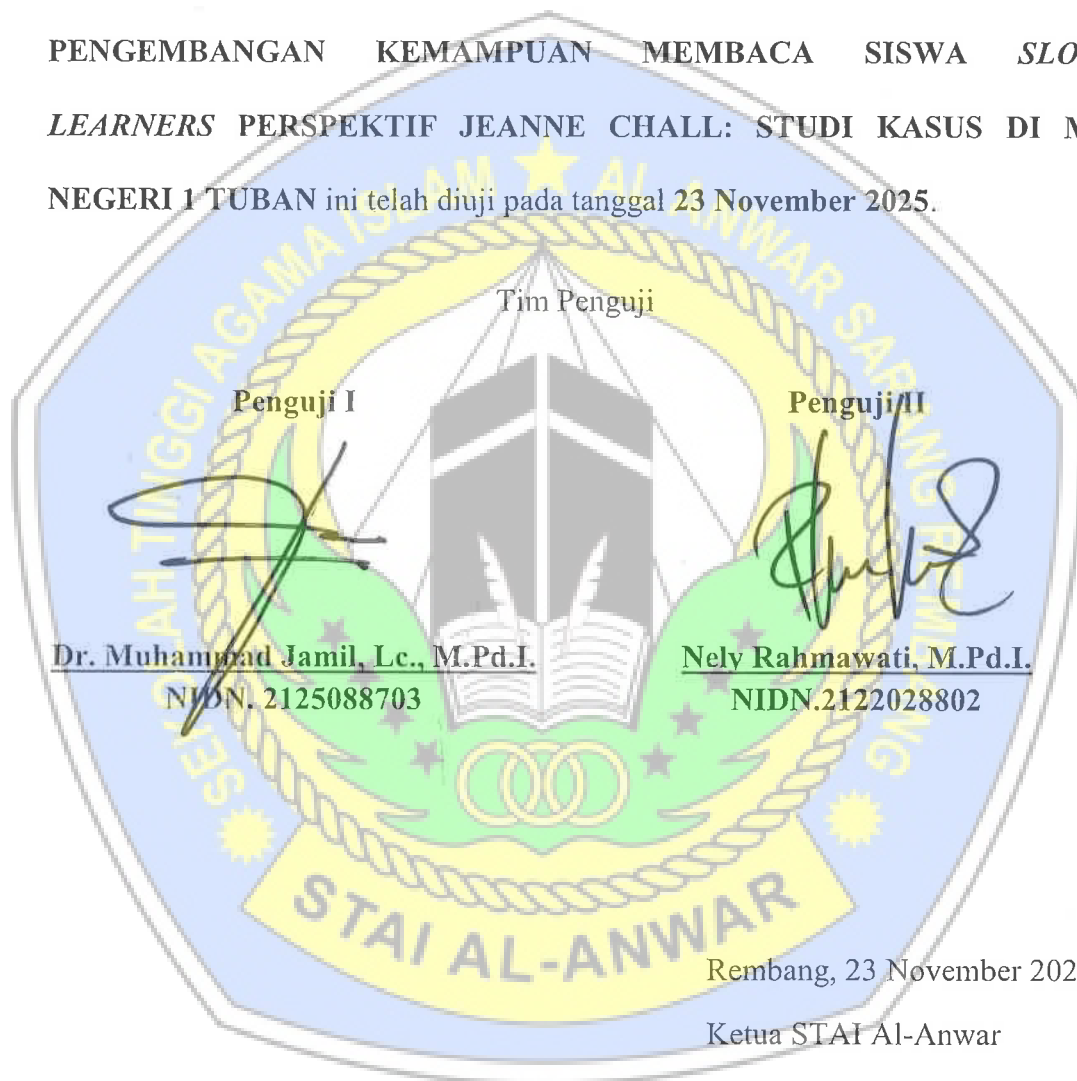 PENGEMBANGAN KEMAMPUAN MEMBACA SISWA SLO
LEARNERS PERSPEKTIF JEANNE CHALL: STUDI KASUS DI M
NEGERI 1 TUBAN ini telah diuji pada tanggal 23 November 2025.
Tim Penguji
Penguji I
Penguji II
Dr. Muhammad Jamil, Lc., M.Pd.I.
NIDN. 2125088703
Nely Rahmawati, M.Pd.I.
NIDN.2122028802
SEKOLAH TINGGI AGAMA ISLAM AL ANWAR SARANG REMBANG
STAI AL-ANWAR
Rembang, 23 November 202
Ketua STAI Al-Anwar